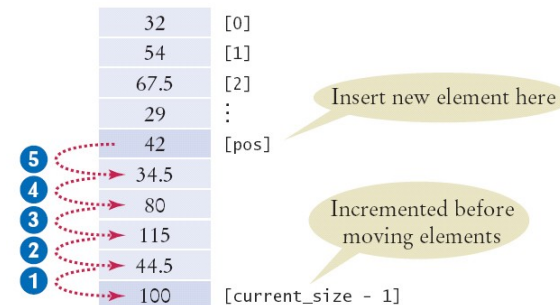 32 [0]
54 [1]
67.5 [2]
29 ⋮
Insert new element here
42 [pos]
5
34.5
4
80
3
115
Incremented before
moving elements
2
44.5
1
100 [current_size - 1]